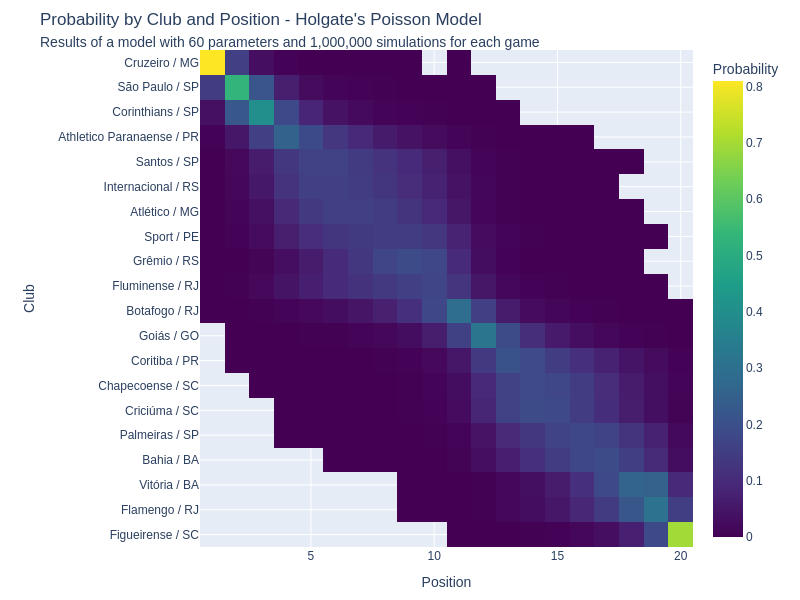 Probability by Club and Position - Holgate's Poisson Model
Results of a model with 60 parameters and 1,000,000 simulations for each game
Probability
Club
Cruzeiro / MG
São Paulo / SP
Corinthians / SP
Athletico Paranaense / PR
Santos / SP
Internacional / RS
Atlético / MG
Sport / PE
Grêmio / RS
Fluminense / RJ
Botafogo / RJ
Goiás / GO
Coritiba / PR
Chapecoense / SC
Criciúma / SC
Palmeiras / SP
Bahia / BA
Vitória / BA
Flamengo / RJ
Figueirense / SC
0.8
0.7
0.6
0.5
0.4
0.3
0.2
0.1
0
5 10 15 20
Position